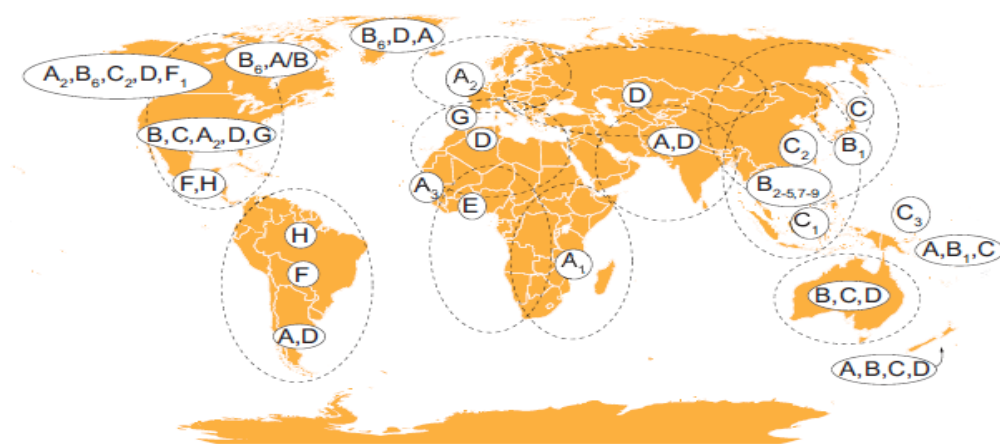 B₆,D,A
B₆,A/B
A₂,B₆,C₂,D,F₁
A₂
D
C
G
B,C,A₂,D,G
D
A,D
C₂
B₁
F,H
A₃
E
B₂₋₅,₇₋₉
C₁
C₃
H
A,B₁,C
F
A₁
B,C,D
A,D
A,B,C,D